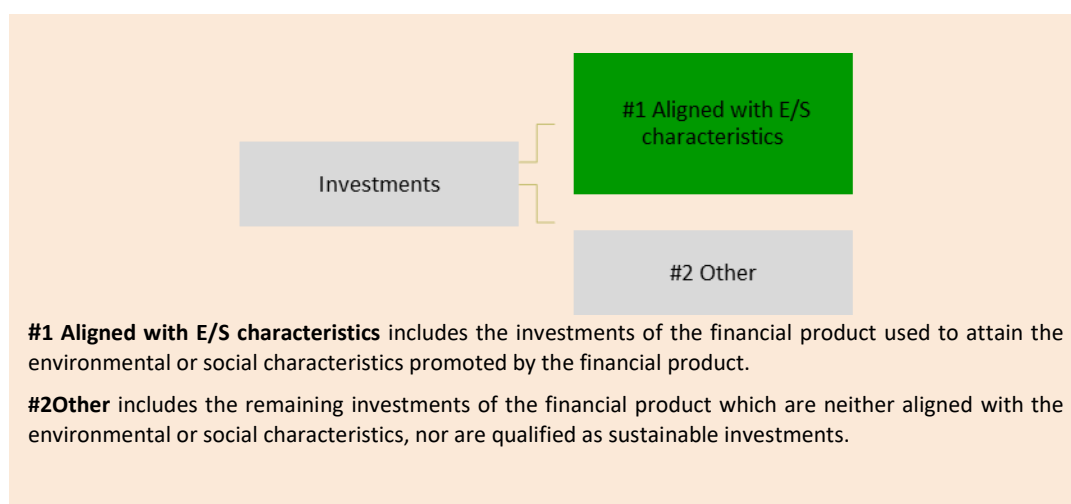 #1 Aligned with E/S
characteristics
Investments
#2 Other
#1 Aligned with E/S characteristics includes the investments of the financial product used to attain the
environmental or social characteristics promoted by the financial product.
#2Other includes the remaining investments of the financial product which are neither aligned with the
environmental or social characteristics, nor are qualified as sustainable investments.